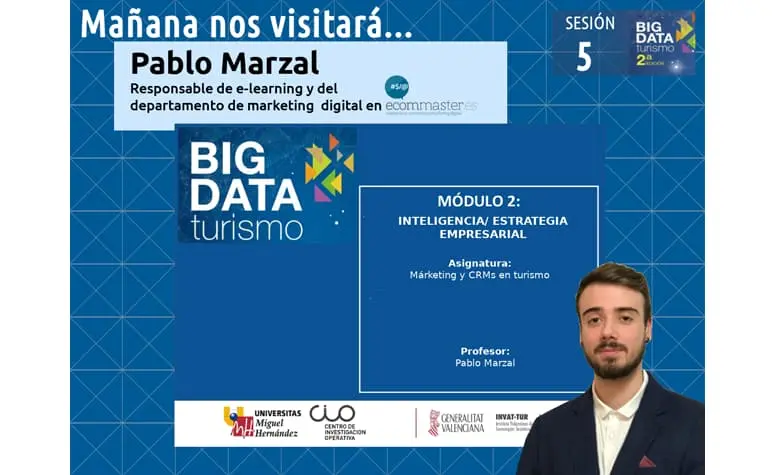 Mañana nos visitará...
SESIÓN
5
BIG
DATA
turismo
2ª
EDICIÓN
Pablo Marzal
Responsable de e-learning y del
departamento de marketing digital en
#S/@
ecommaster.es
BIG
DATA
turismo
MÓDULO 2:
INTELIGENCIA/ ESTRATEGIA
EMPRESARIAL
Asignatura:
Márketing y CRMs en turismo
Profesor:
Pablo Marzal
UNIVERSITAS
Miguel
Hernández
CIO
CENTRO DE
INVESTIGACIÓN
OPERATIVA
GENERALITAT
VALENCIANA
INVAT·TUR